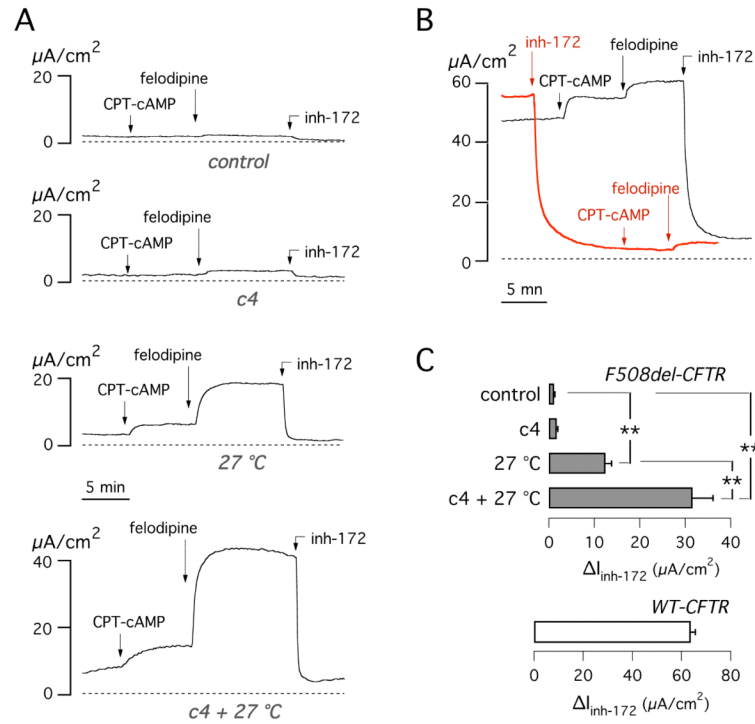 A
μA/cm²
20
felodipine
CPT-cAMP
inh-172
0
control
μA/cm²
20
felodipine
CPT-cAMP
inh-172
0
c4
μA/cm²
felodipine
20
CPT-cAMP
inh-172
0
27 °C
5 min
μA/cm²
felodipine
inh-172
40
20
CPT-cAMP
0
c4 + 27 °C
B
μA/cm²
inh-172
felodipine
inh-172
CPT-cAMP
60
40
20
felodipine
CPT-cAMP
0
5 mn
C
F508del-CFTR
control
c4
27 °C
c4 + 27 °C
**
**
**
0 10 20 30 40
ΔIinh-172 (μA/cm²)
WT-CFTR
0 20 40 60 80
ΔIinh-172 (μA/cm²)